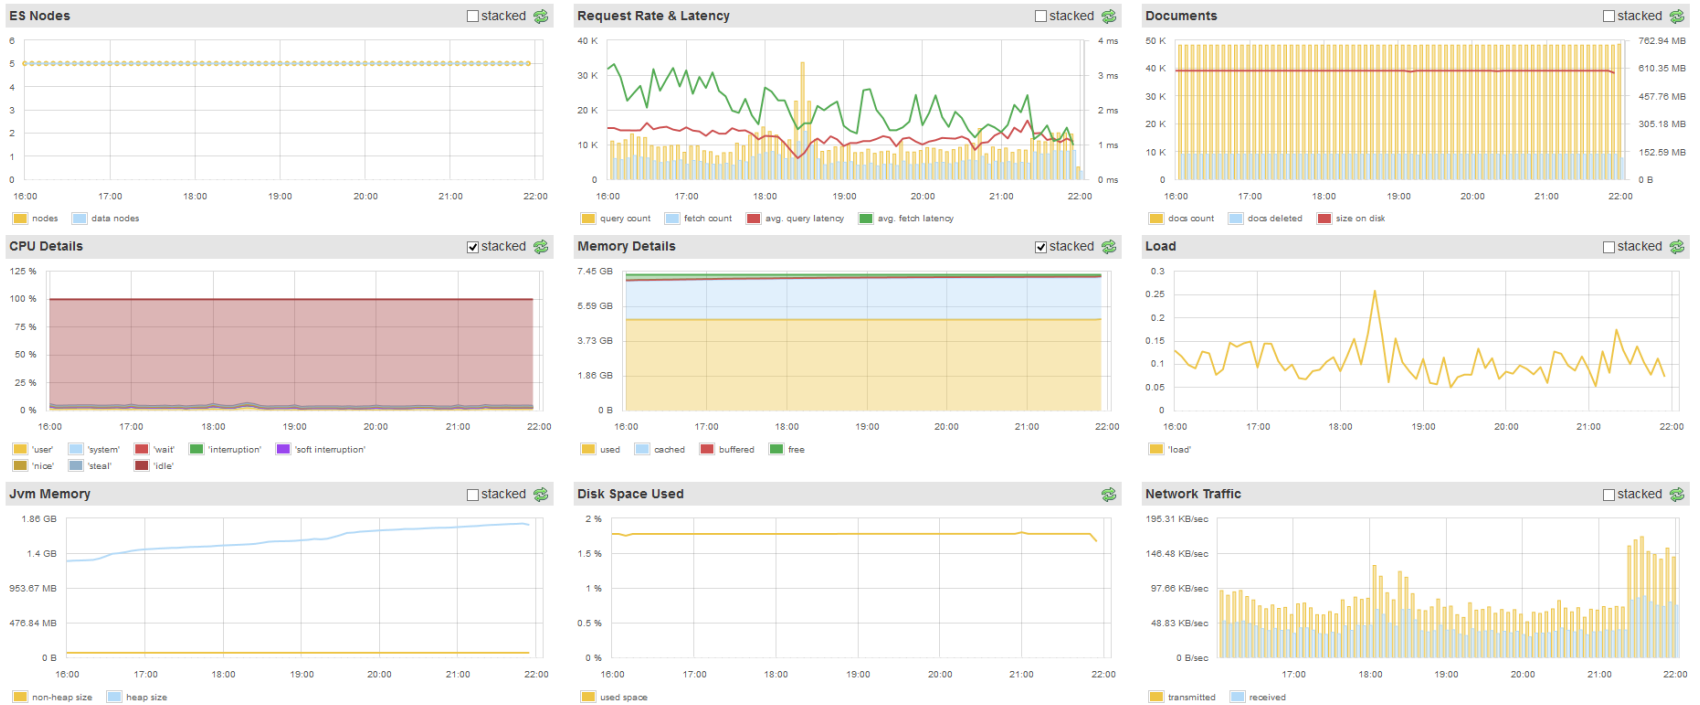 ES Nodes stacked
6
5
4
3
2
1
0
16:00 17:00 18:00 19:00 20:00 21:00 22:00
nodes data nodes
Request Rate & Latency stacked
40 K 4 ms
30 K 3 ms
20 K 2 ms
10 K 1 ms
0 0 ms
16:00 17:00 18:00 19:00 20:00 21:00 22:00
query count fetch count avg. query latency avg. fetch latency
Documents stacked
50 K 762.94 MB
40 K 610.35 MB
30 K 457.76 MB
20 K 305.18 MB
10 K 152.59 MB
0 0 B
16:00 17:00 18:00 19:00 20:00 21:00 22:00
docs count docs deleted size on disk
CPU Details stacked
125 %
100 %
75 %
50 %
25 %
0 %
16:00 17:00 18:00 19:00 20:00 21:00 22:00
'user' 'system' 'wait' 'interruption' 'soft interruption'
'nice' 'steal' 'idle'
Memory Details stacked
7.45 GB
5.59 GB
3.73 GB
1.86 GB
0 B
16:00 17:00 18:00 19:00 20:00 21:00 22:00
used cached buffered free
Load stacked
0.3
0.25
0.2
0.15
0.1
0.05
0
16:00 17:00 18:00 19:00 20:00 21:00 22:00
'load'
Jvm Memory stacked
1.86 GB
1.4 GB
953.67 MB
476.84 MB
0 B
16:00 17:00 18:00 19:00 20:00 21:00 22:00
non-heap size heap size
Disk Space Used
2 %
1.5 %
1 %
0.5 %
0 %
16:00 17:00 18:00 19:00 20:00 21:00 22:00
used space
Network Traffic stacked
195.31 KB/sec
146.48 KB/sec
97.66 KB/sec
48.83 KB/sec
0 B/sec
17:00 18:00 19:00 20:00 21:00 22:00
transmitted received